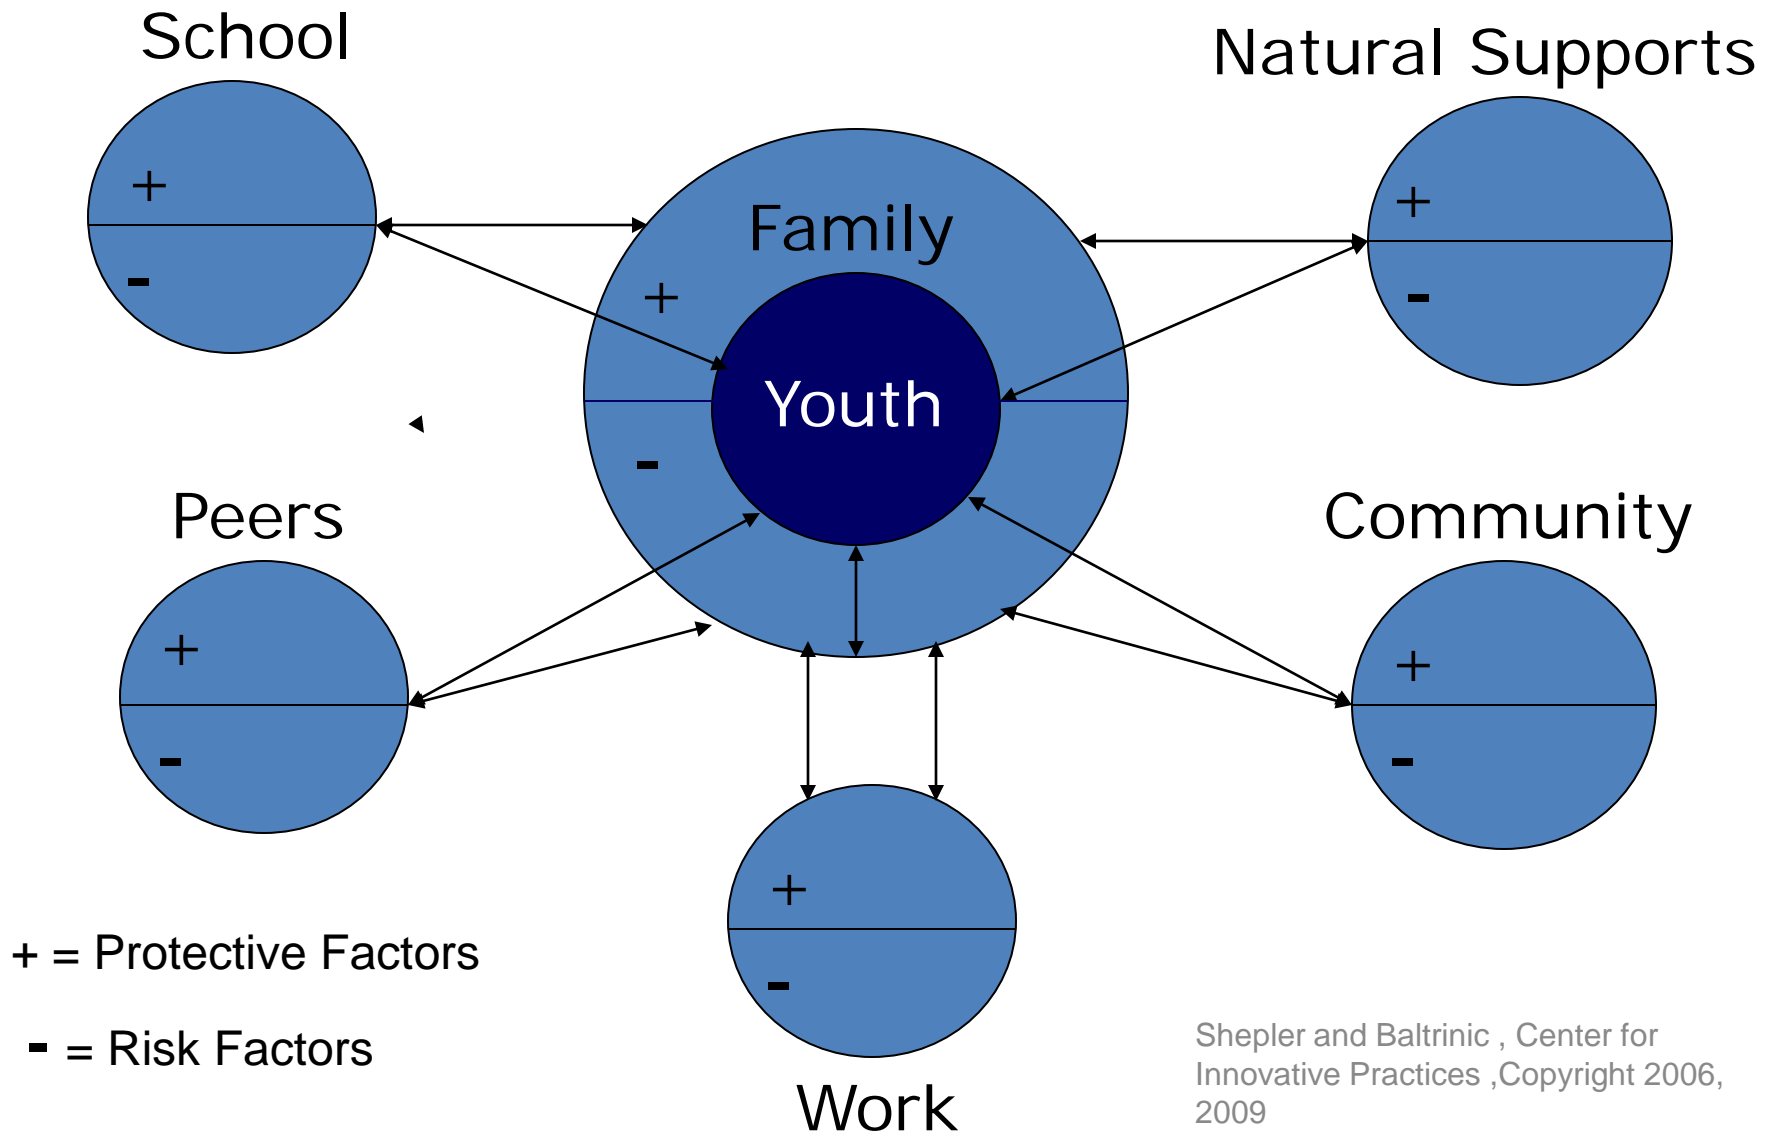 School
Natural Supports
+
-
+
-
Family
+
-
Youth
Peers
+
-
Community
+
-
+
-
Work
+ = Protective Factors
- = Risk Factors
Shepler and Baltrinic , Center for
Innovative Practices ,Copyright 2006,
2009